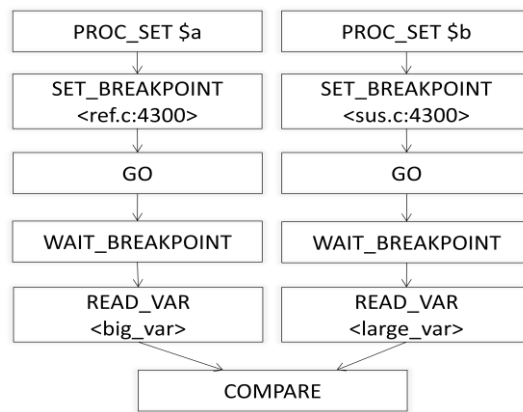 PROC_SET $a
SET_BREAKPOINT
<ref.c:4300>
GO
WAIT_BREAKPOINT
READ_VAR
<big_var>
PROC_SET $b
SET_BREAKPOINT
<sus.c:4300>
GO
WAIT_BREAKPOINT
READ_VAR
<large_var>
COMPARE